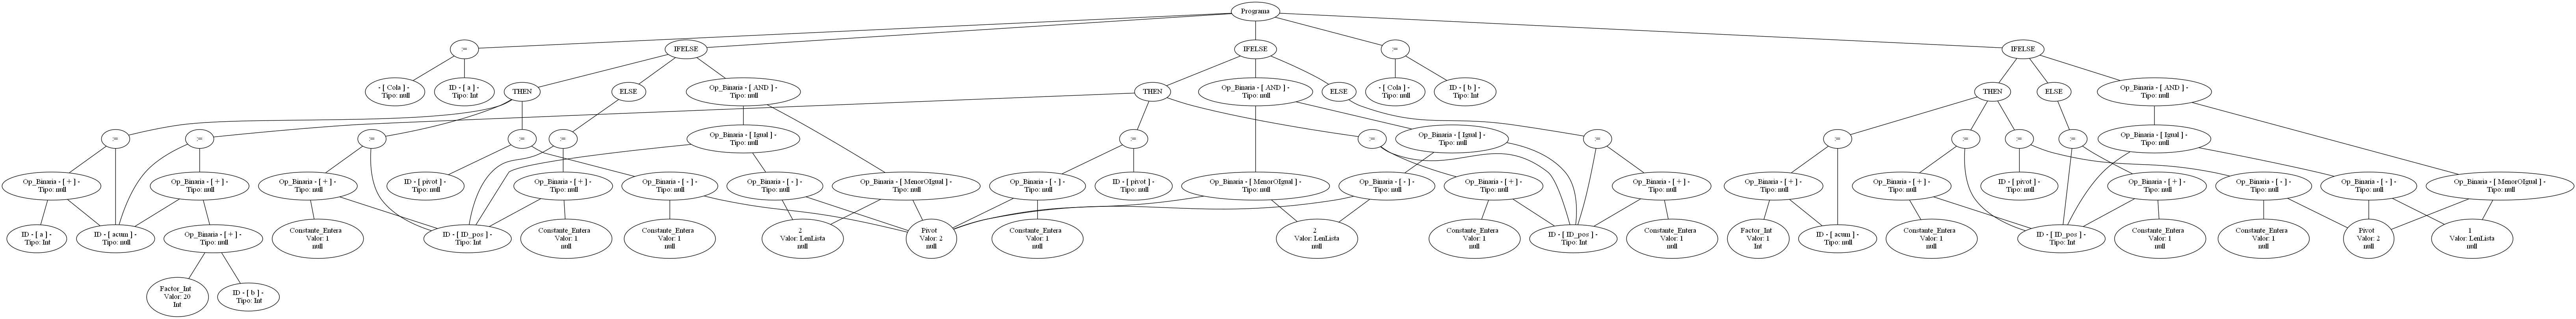 Programa
:=
IFELSE
IFELSE
:=
IFELSE
- [ Cola ] -
Tipo: null
ID - [ a ] -
Tipo: Int
THEN
ELSE
Op_Binaria - [ AND ] -
Tipo: null
THEN
Op_Binaria - [ AND ] -
Tipo: null
ELSE
- [ Cola ] -
Tipo: null
ID - [ b ] -
Tipo: Int
THEN
ELSE
Op_Binaria - [ AND ] -
Tipo: null
:=
:=
:=
:=
:=
Op_Binaria - [ Igual ] -
Tipo: null
:=
:=
Op_Binaria - [ Igual ] -
Tipo: null
:=
:=
:=
:=
:=
Op_Binaria - [ Igual ] -
Tipo: null
Op_Binaria - [ + ] -
Tipo: null
Op_Binaria - [ + ] -
Tipo: null
Op_Binaria - [ + ] -
Tipo: null
ID - [ pivot ] -
Tipo: null
Op_Binaria - [ + ] -
Tipo: null
Op_Binaria - [ - ] -
Tipo: null
Op_Binaria - [ - ] -
Tipo: null
Op_Binaria - [ MenorOIgual ] -
Tipo: null
Op_Binaria - [ - ] -
Tipo: null
ID - [ pivot ] -
Tipo: null
Op_Binaria - [ MenorOIgual ] -
Tipo: null
Op_Binaria - [ - ] -
Tipo: null
Op_Binaria - [ + ] -
Tipo: null
Op_Binaria - [ + ] -
Tipo: null
Op_Binaria - [ + ] -
Tipo: null
Op_Binaria - [ + ] -
Tipo: null
ID - [ pivot ] -
Tipo: null
Op_Binaria - [ + ] -
Tipo: null
Op_Binaria - [ - ] -
Tipo: null
Op_Binaria - [ - ] -
Tipo: null
Op_Binaria - [ MenorOIgual ] -
Tipo: null
ID - [ a ] -
Tipo: Int
ID - [ acum ] -
Tipo: null
Op_Binaria - [ + ] -
Tipo: null
Constante_Entera
Valor: 1
null
ID - [ ID_pos ] -
Tipo: Int
Constante_Entera
Valor: 1
null
Constante_Entera
Valor: 1
null
2
Valor: LenLista
null
Pivot
Valor: 2
null
Constante_Entera
Valor: 1
null
2
Valor: LenLista
null
Constante_Entera
Valor: 1
null
ID - [ ID_pos ] -
Tipo: Int
Constante_Entera
Valor: 1
null
Factor_Int
Valor: 1
Int
ID - [ acum ] -
Tipo: null
Constante_Entera
Valor: 1
null
ID - [ ID_pos ] -
Tipo: Int
Constante_Entera
Valor: 1
null
Constante_Entera
Valor: 1
null
Pivot
Valor: 2
null
1
Valor: LenLista
null
Factor_Int
Valor: 20
Int
ID - [ b ] -
Tipo: Int